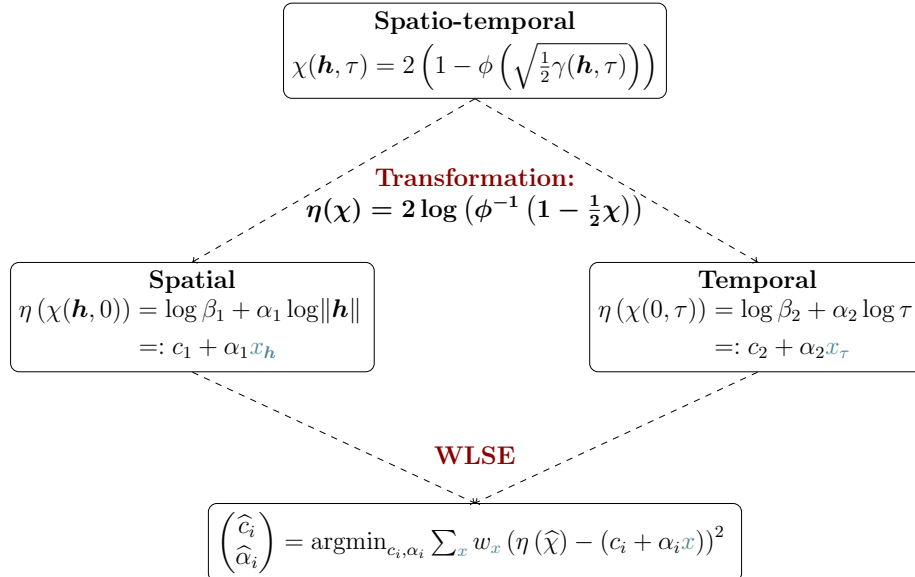 Spatio-temporal
χ(h, τ) = 2 (1 − ϕ (√(½γ(h, τ))))
Transformation:
η(χ) = 2 log (ϕ⁻¹ (1 − ½χ))
Spatial
η (χ(h, 0)) = log β₁ + α₁ log‖h‖
=: c₁ + α₁x_h
Temporal
η (χ(0, τ)) = log β₂ + α₂ log τ
=: c₂ + α₂x_τ
WLSE
(ĉᵢ α̂ᵢ) = argmin_{cᵢ,αᵢ} ∑ₓ wₓ (η (χ̂) − (cᵢ + αᵢx))²